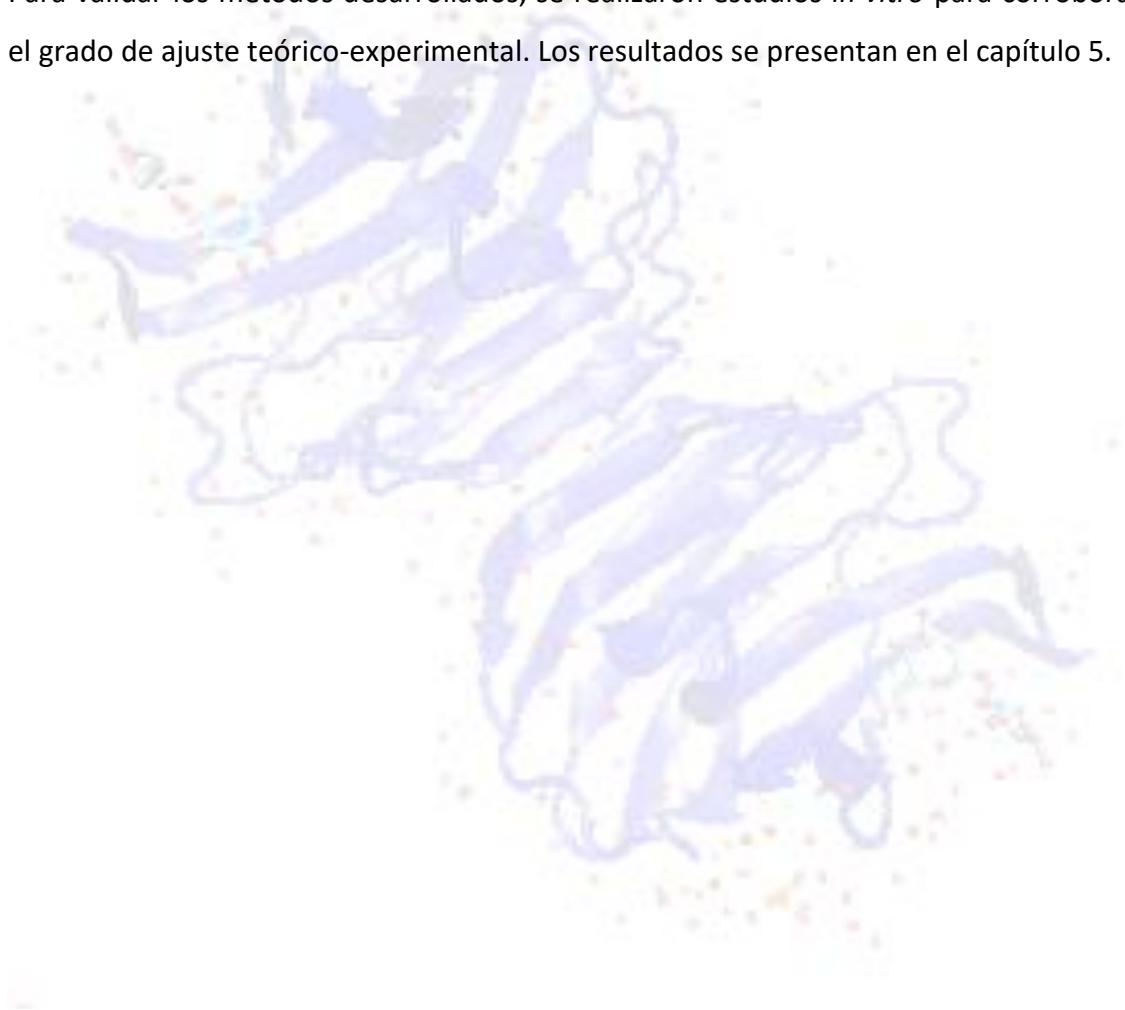 Para validar los métodos desarrollados, se realizaron estudios in vitro para
el grado de ajuste teórico-experimental. Los resultados se presentan en el capítulo 5.